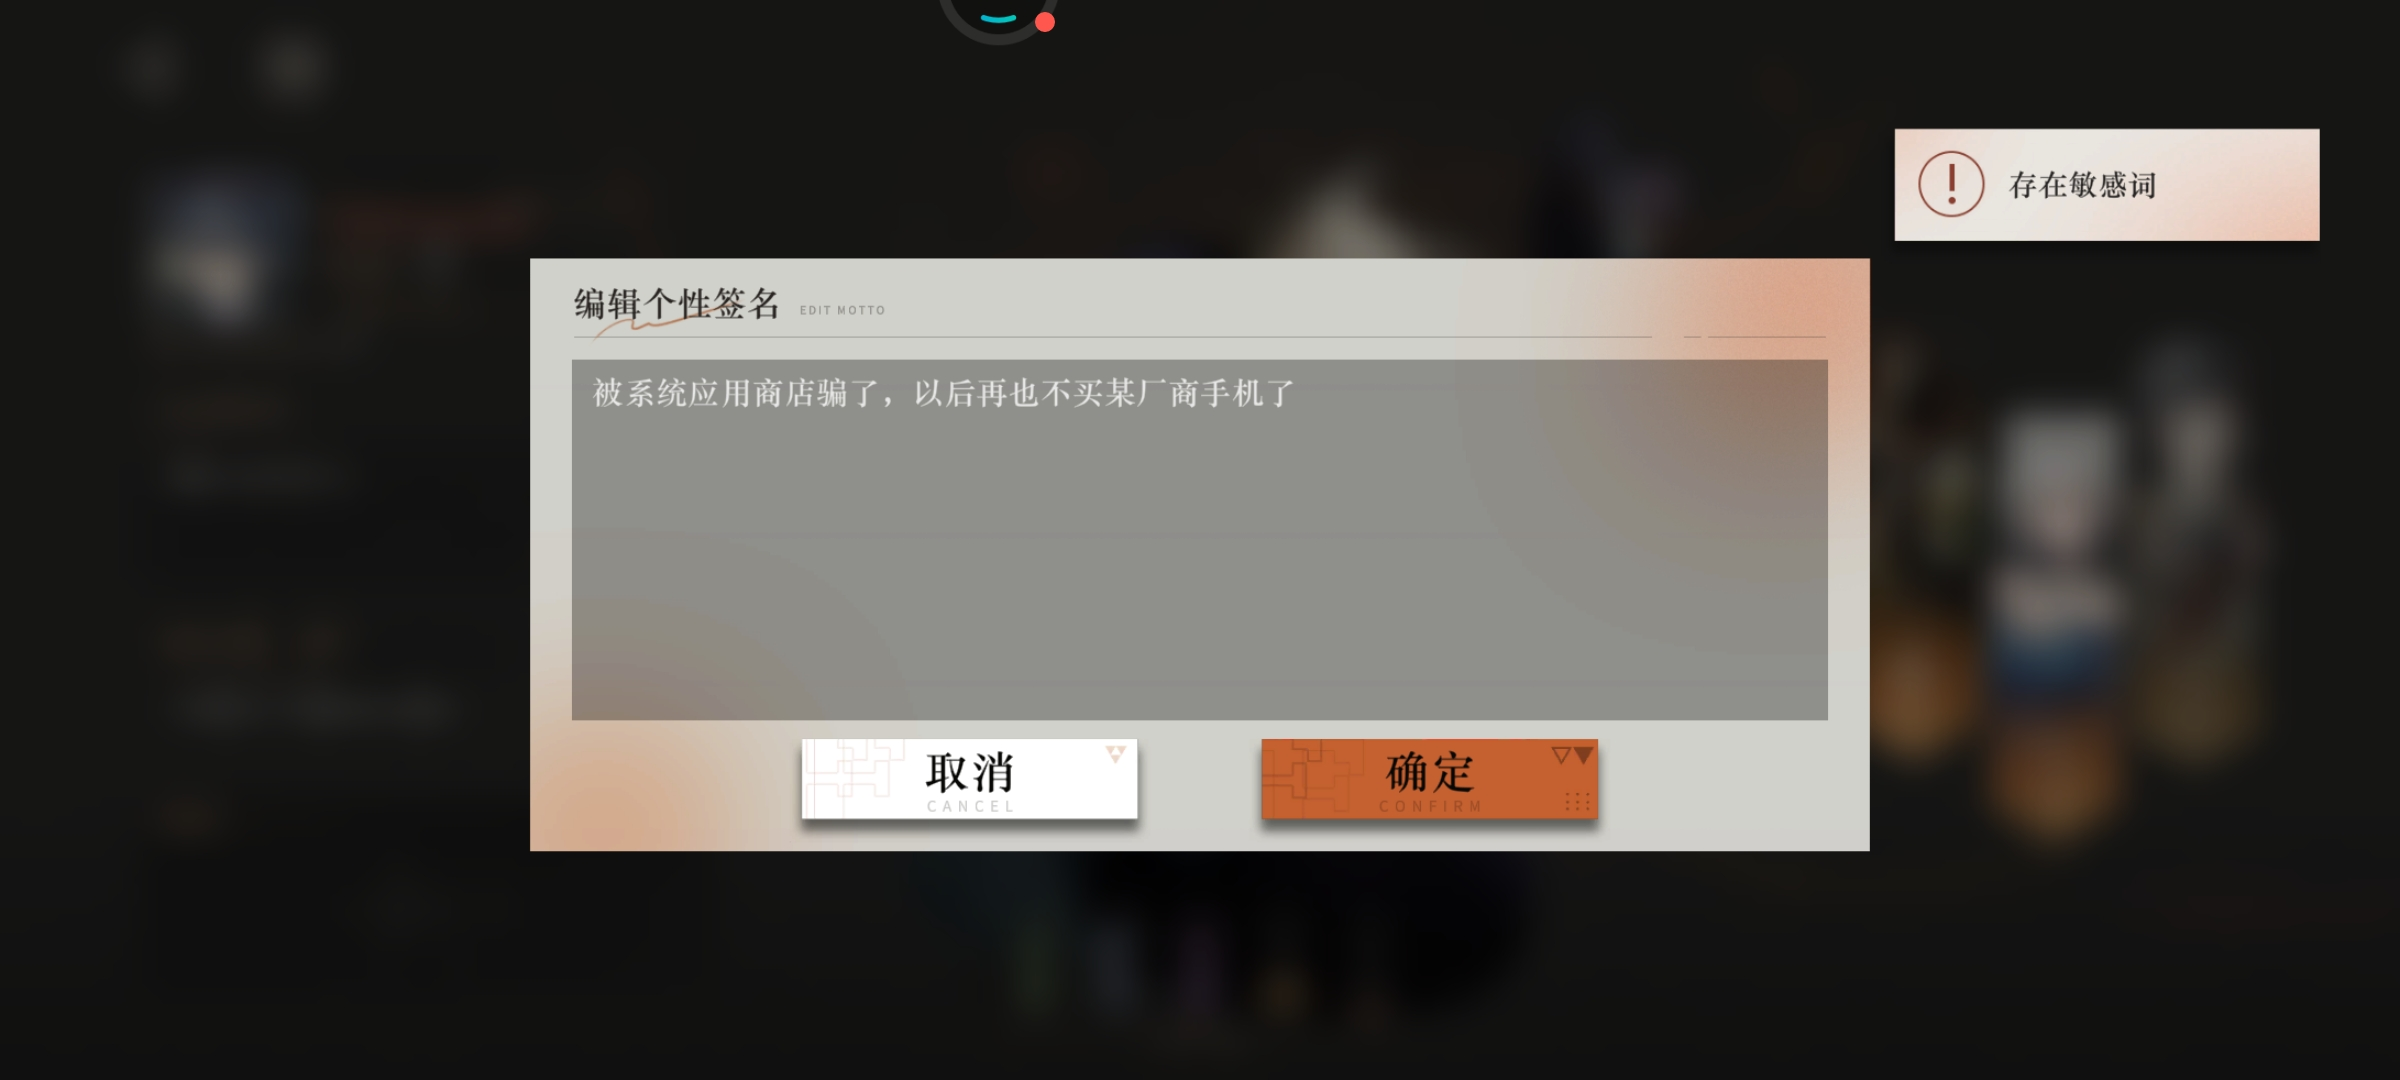 存在敏感词
编辑个性签名 EDIT MOTTO
被系统应用商店骗了，以后再也不买某厂商手机了
取消
CANCEL
确定
CONFIRM